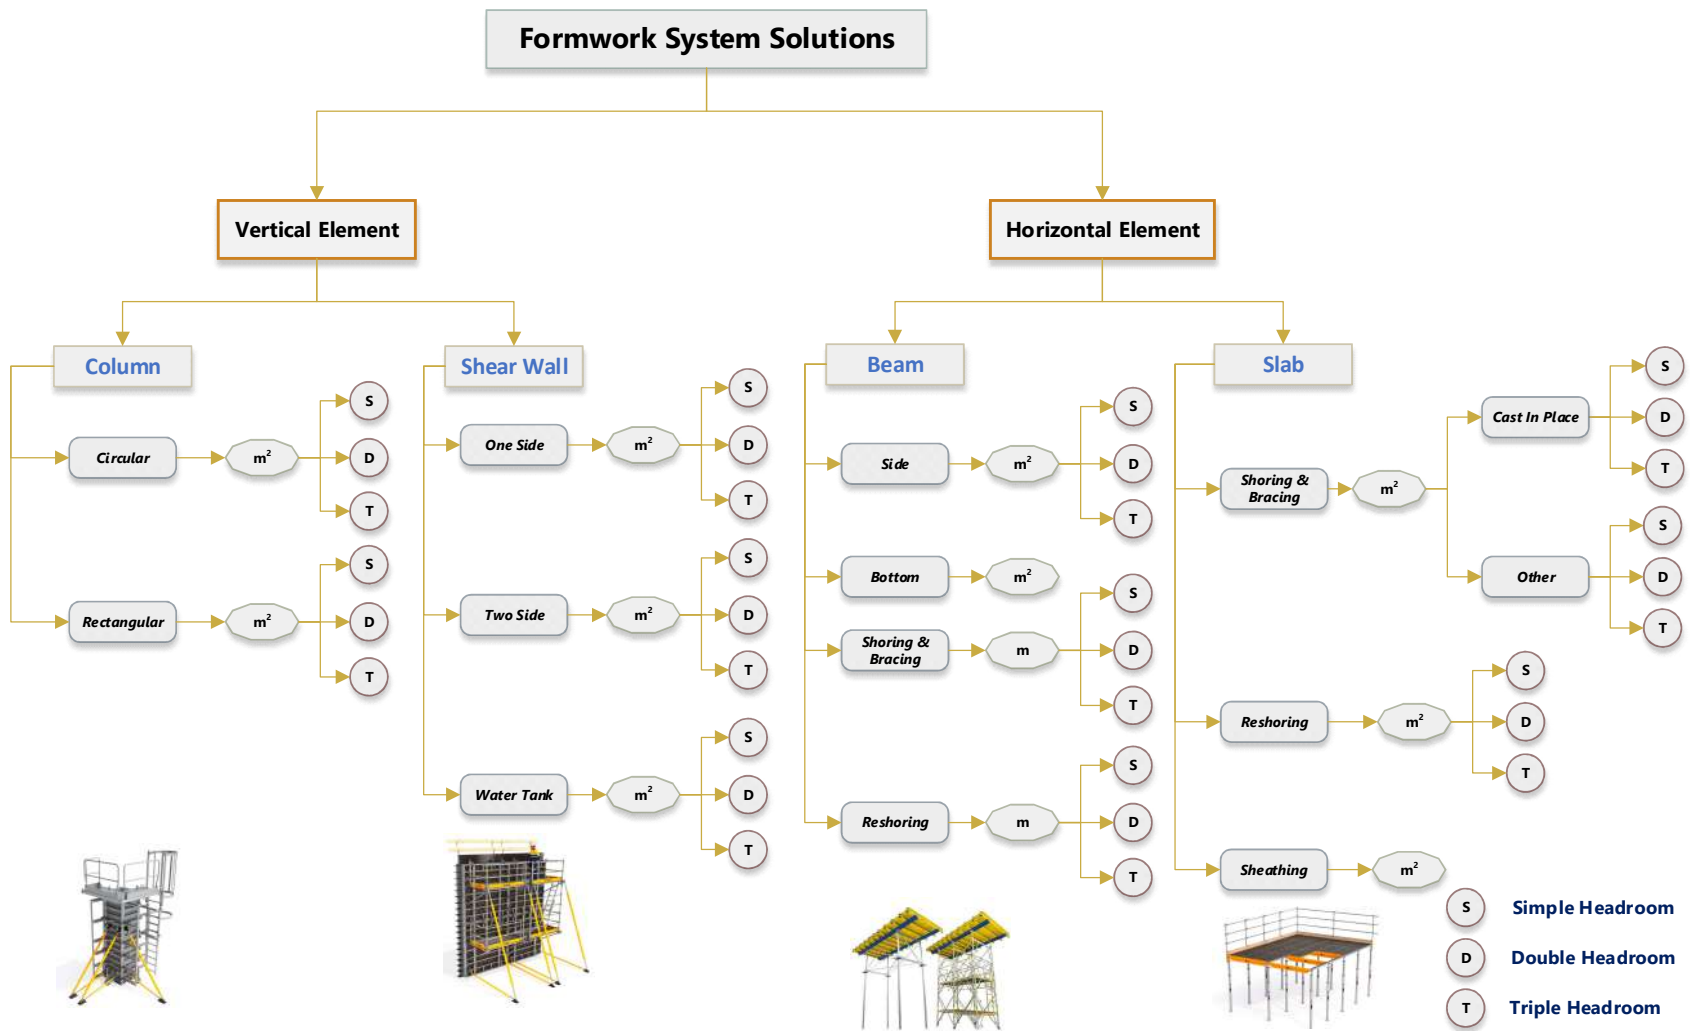 Formwork System Solutions
Vertical Element
Horizontal Element
Column
Circular
m²
S
D
T
Rectangular
m²
S
D
T
Shear Wall
One Side
m²
S
D
T
Two Side
m²
S
D
T
Water Tank
m²
S
D
T
Beam
Side
m²
S
D
T
Bottom
m²
Shoring &
Bracing
m
S
D
T
Reshoring
m
S
D
T
Slab
Shoring &
Bracing
m²
Cast In Place
S
D
T
Other
S
D
T
Reshoring
m²
S
D
T
Sheathing
m²
S Simple Headroom
D Double Headroom
T Triple Headroom